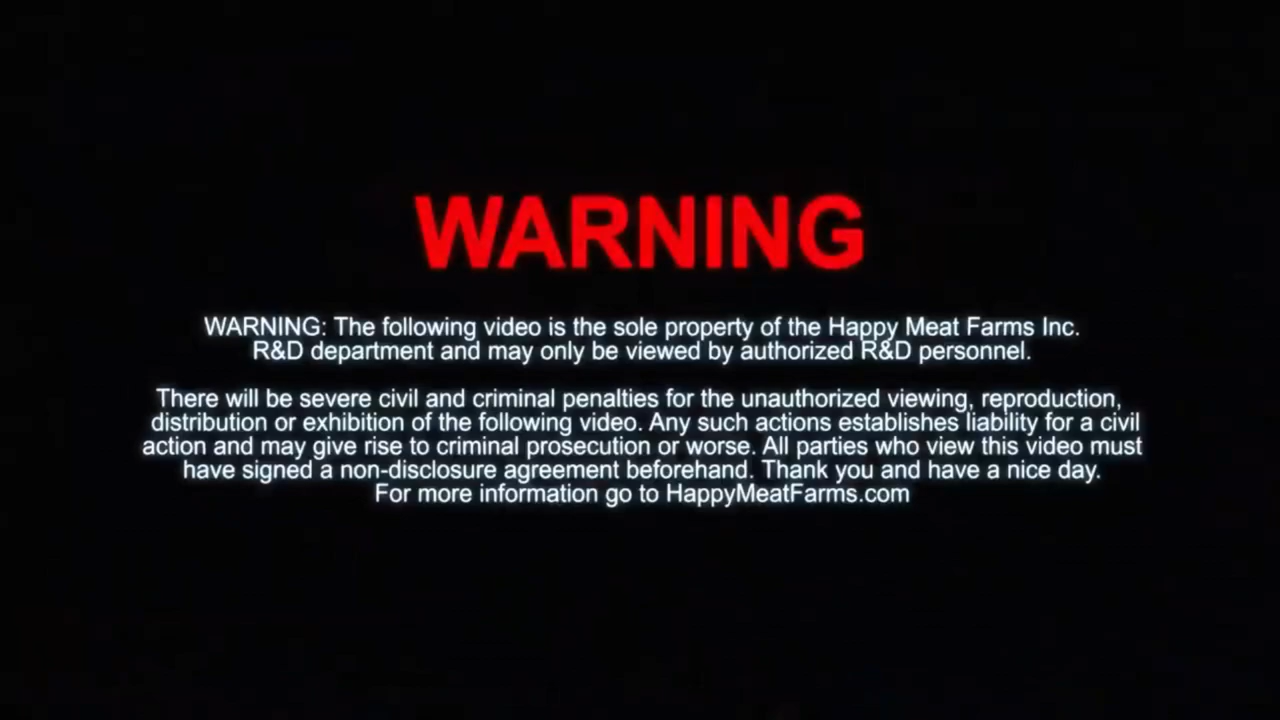 WARNING
WARNING: The following video is the sole property of the Happy Meat Farms Inc.
R&D department and may only be viewed by authorized R&D personnel.
There will be severe civil and criminal penalties for the unauthorized viewing, reproduction,
distribution or exhibition of the following video. Any such actions establishes liability for a civil
action and may give rise to criminal prosecution or worse. All parties who view this video must
have signed a non-disclosure agreement beforehand. Thank you and have a nice day.
For more information go to HappyMeatFarms.com